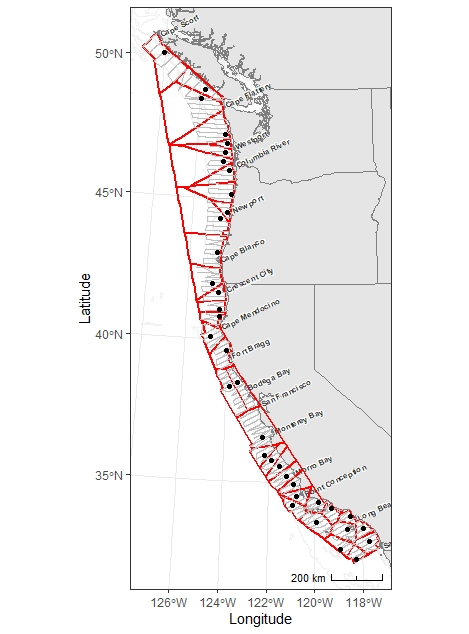 50°N
45°N
40°N
35°N
Latitude
Cape Scott
Cape Flattery
Westport
Columbia River
Newport
Cape Blanco
Crescent City
Cape Mendocino
Fort Bragg
Bodega Bay
San Francisco
Monterey Bay
Morro Bay
Conception
Long Bea
200 km
126°W 124°W 122°W 120°W 118°W
Longitude